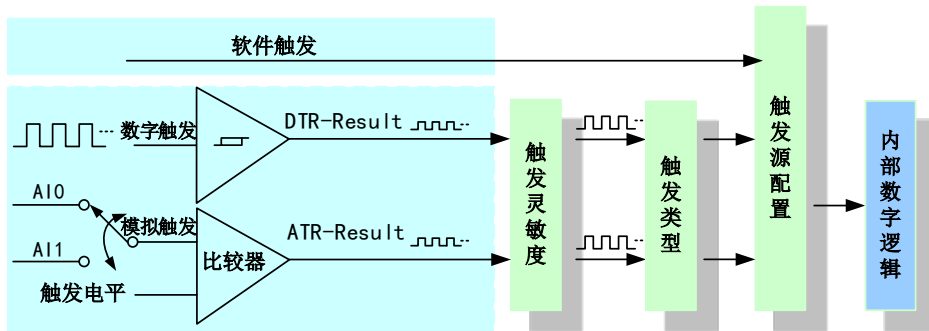 软件触发
数字触发
DTR-Result
AI0
模拟触发
ATR-Result
AI1
比较器
触发电平
触发灵敏度
触发类型
触发源配置
内部数字逻辑